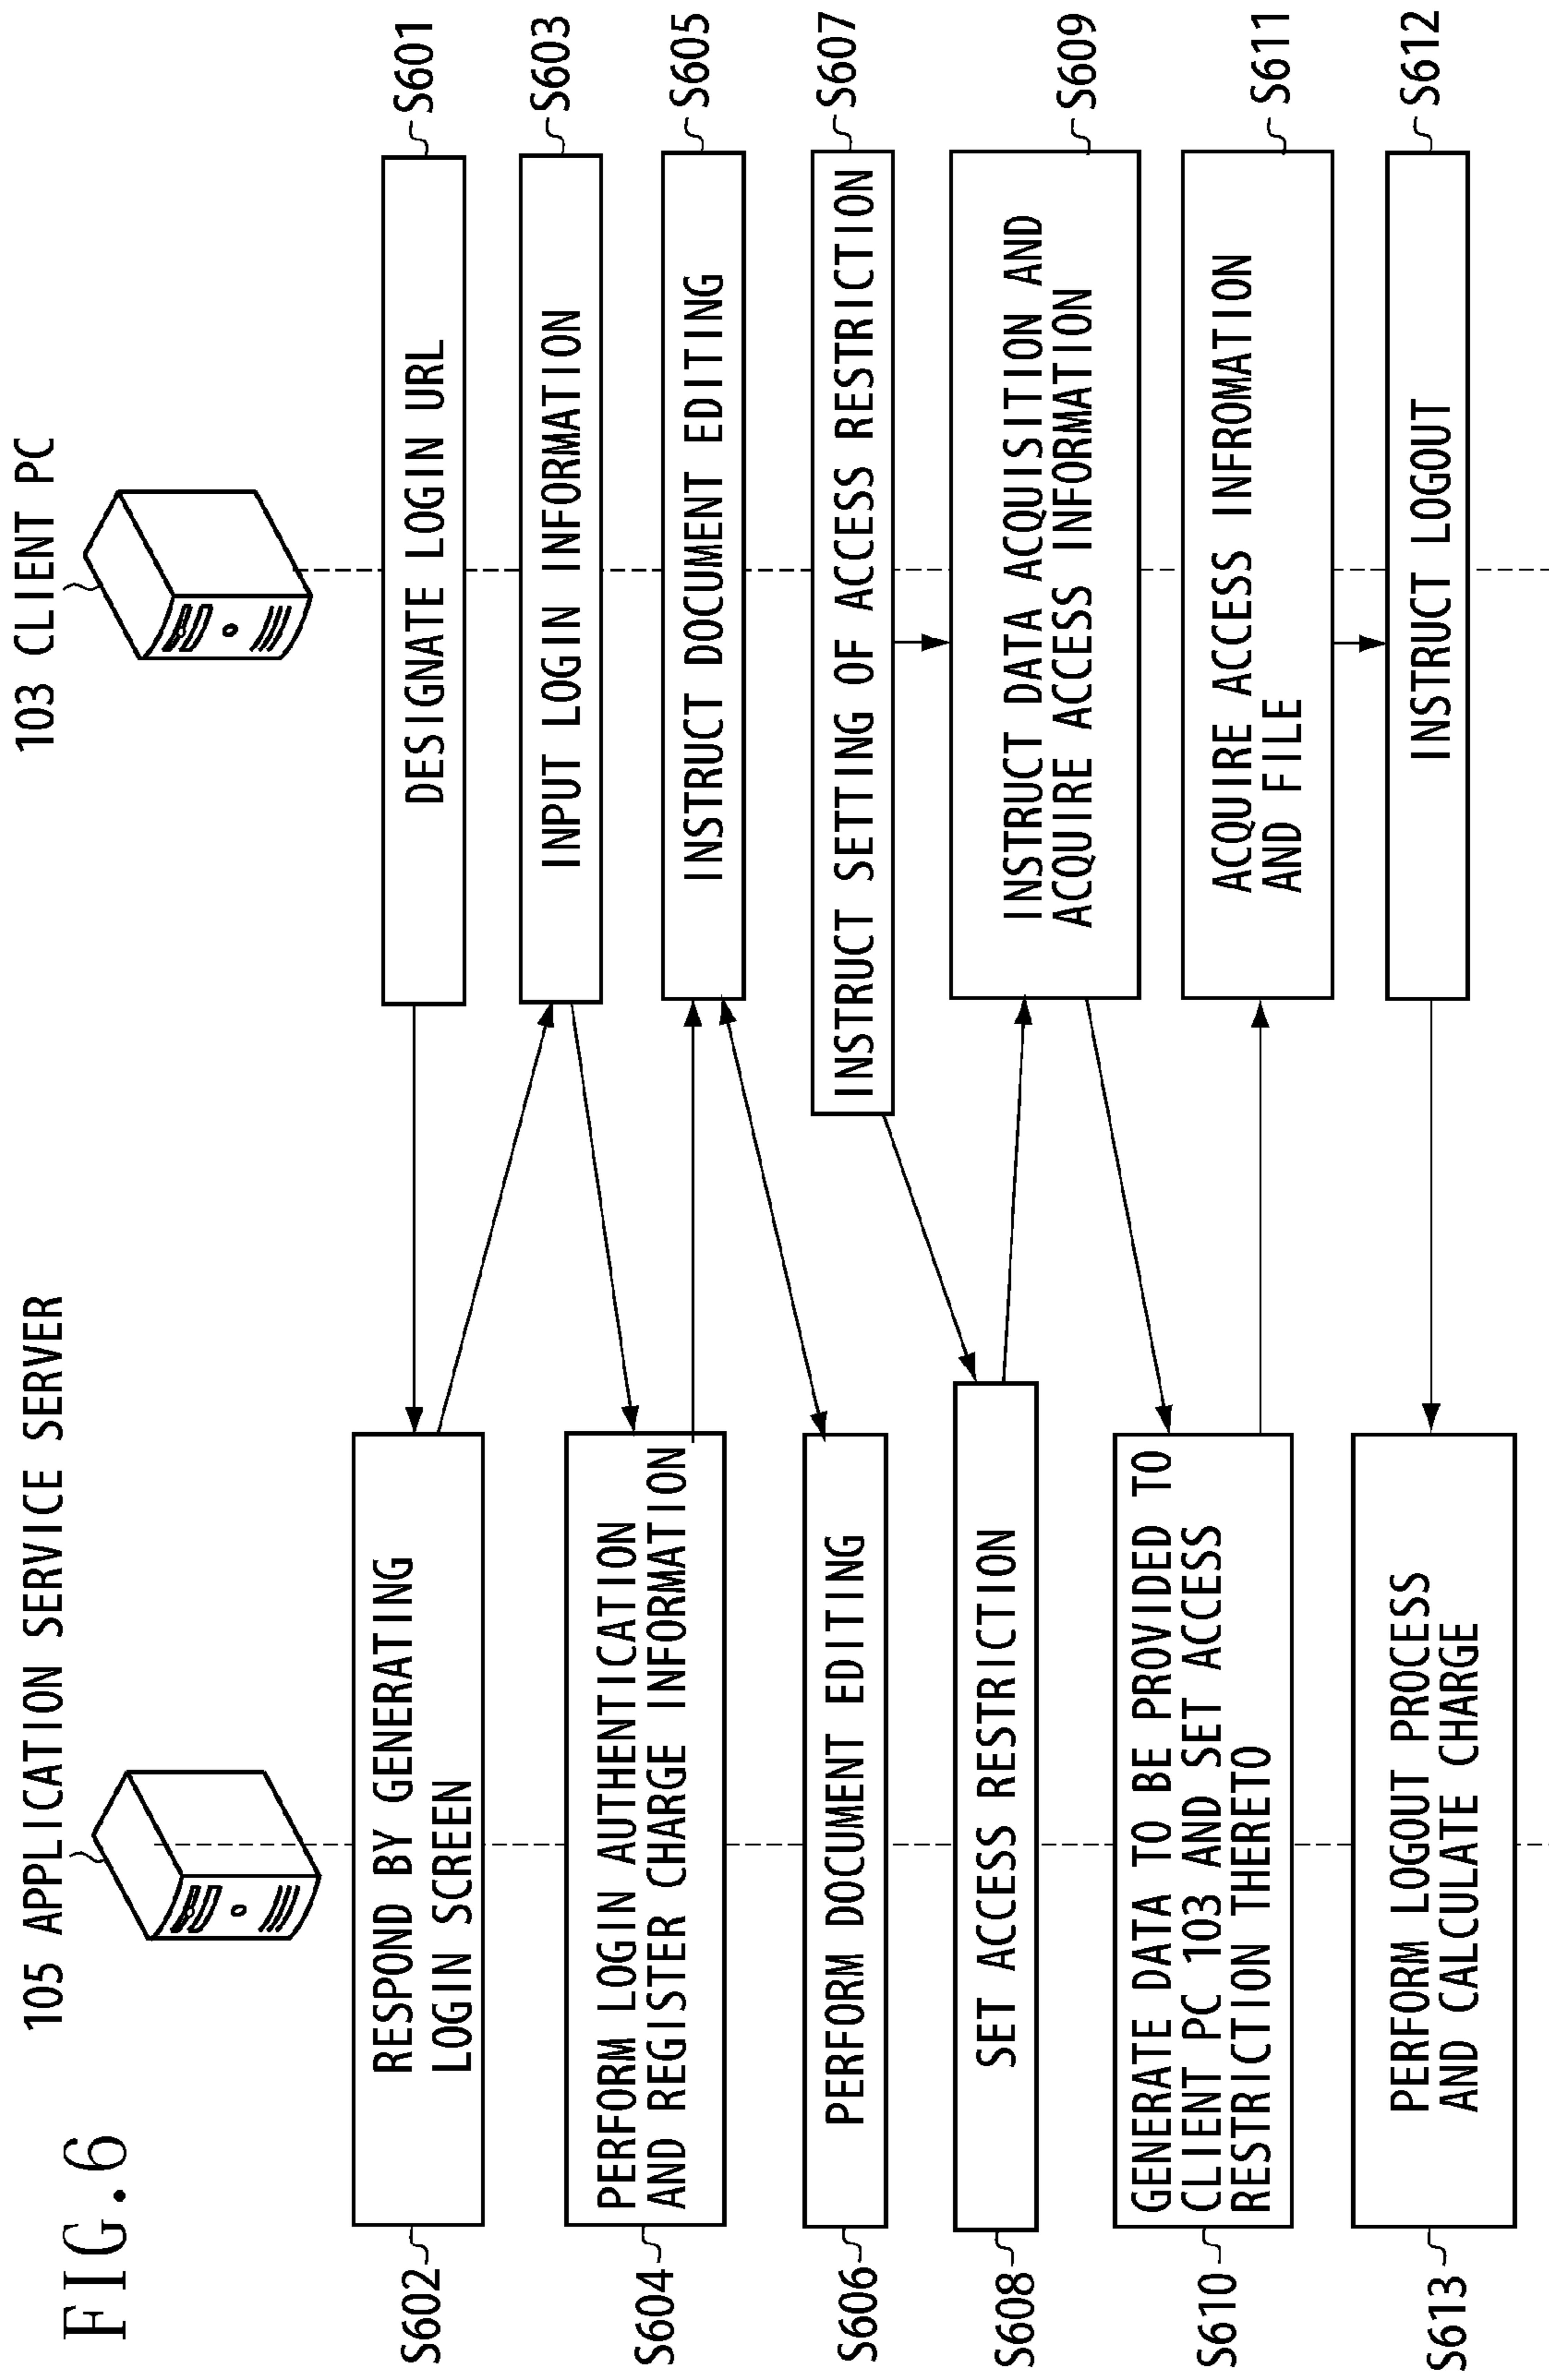 FIG.6
105 APPLICATION SERVICE SERVER
103 CLIENT PC
DESIGNATE LOGIN URL
S601
S602
RESPOND BY GENERATING
LOGIN SCREEN
INPUT LOGIN INFORMATION
S603
S604
PERFORM LOGIN AUTHENTICATION
AND REGISTER CHARGE INFORMATION
INSTRUCT DOCUMENT EDITING
S605
S606
PERFORM DOCUMENT EDITING
INSTRUCT SETTING OF ACCESS RESTRICTION
S607
S608
SET ACCESS RESTRICTION
INSTRUCT DATA ACQUISITION AND
ACQUIRE ACCESS INFORMATION
S609
S610
GENERATE DATA TO BE PROVIDED TO
CLIENT PC 103 AND SET ACCESS
RESTRICTION THERETO
ACQUIRE ACCESS INFROMATION
AND FILE
S611
INSTRUCT LOGOUT
S612
S613
PERFORM LOGOUT PROCESS
AND CALCULATE CHARGE